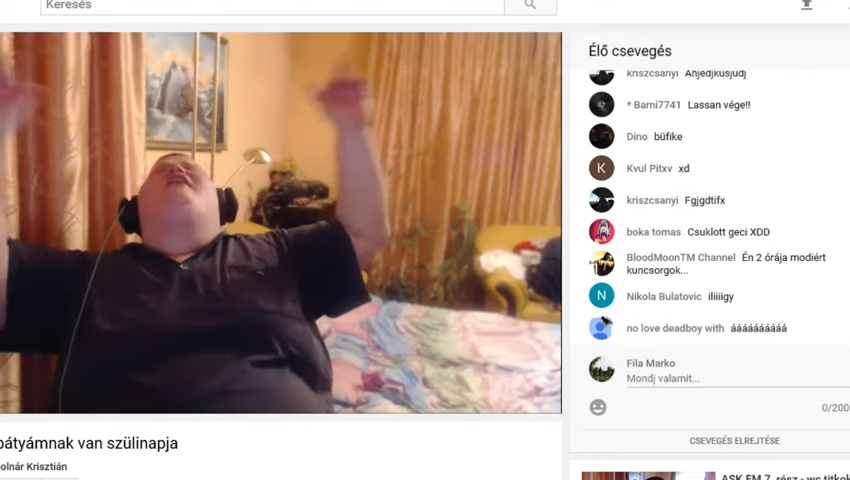 Keresés
Élő csevegés
kriszcsanyi Ahjedjkusjudj
* Barni7741 Lassan vége!!
Dino büfike
K
Kvul Pitxv xd
kriszcsanyi Fgjgdtifx
boka tomas Csuklott geci XDD
BloodMoonTM Channel Én 2 órája modiért
kuncsorgok...
N
Nikola Bulatovic iliiiigy
no love deadboy with áááááááááá
Fila Marko
Mondj valamit...
0/200
CSEVEGÉS ELREJTÉSE
bátyámnak van szülinapja
olnár Krisztián
ASK.FM 7. rész - wc titkok